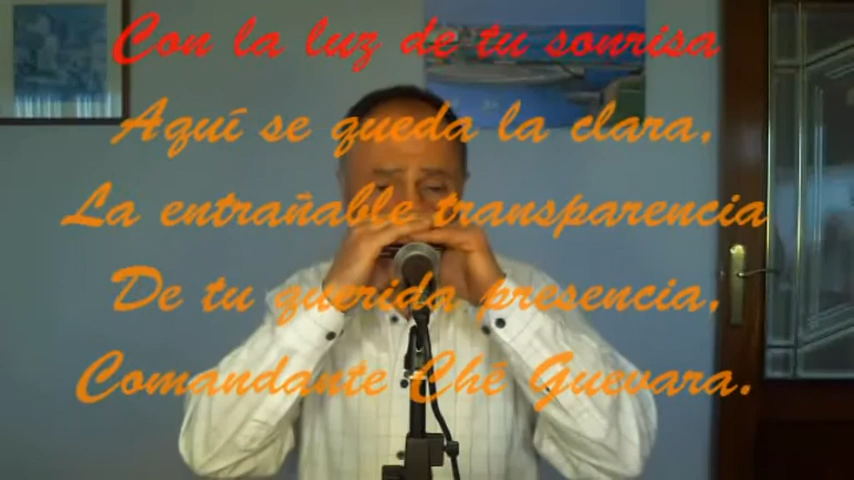 Con la luz de tu sonrisa
Aquí se queda la clara,
La entrañable transparencia
De tu querida presencia,
Comandante Ché Guevara.